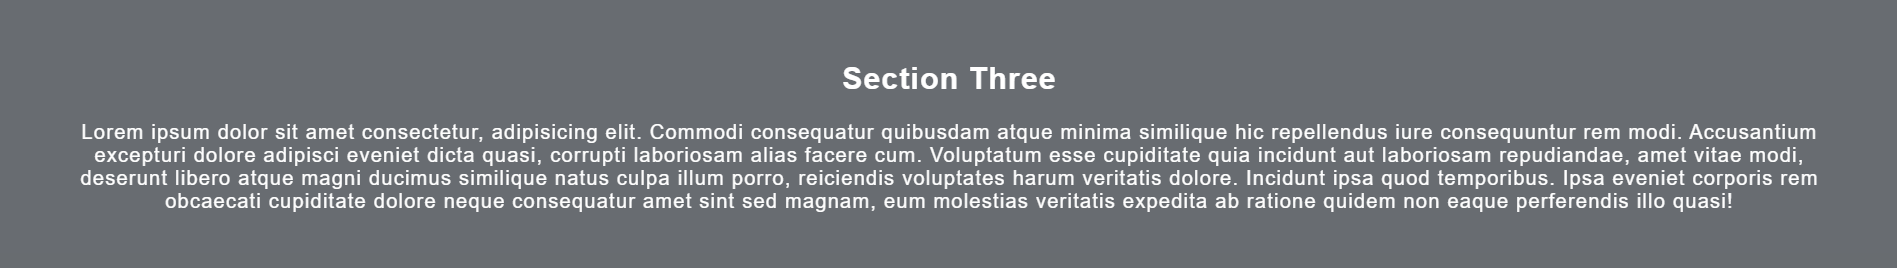 Section Three
Lorem ipsum dolor sit amet consectetur, adipisicing elit. Commodi consequatur quibusdam atque minima similique hic repellendus iure consequuntur rem modi. Accusantium
excepturi dolore adipisci eveniet dicta quasi, corrupti laboriosam alias facere cum. Voluptatum esse cupiditate quia incidunt aut laboriosam repudiandae, amet vitae modi,
deserunt libero atque magni ducimus similique natus culpa illum porro, reiciendis voluptates harum veritatis dolore. Incidunt ipsa quod temporibus. Ipsa eveniet corporis rem
obcaecati cupiditate dolore neque consequatur amet sint sed magnam, eum molestias veritatis expedita ab ratione quidem non eaque perferendis illo quasi!